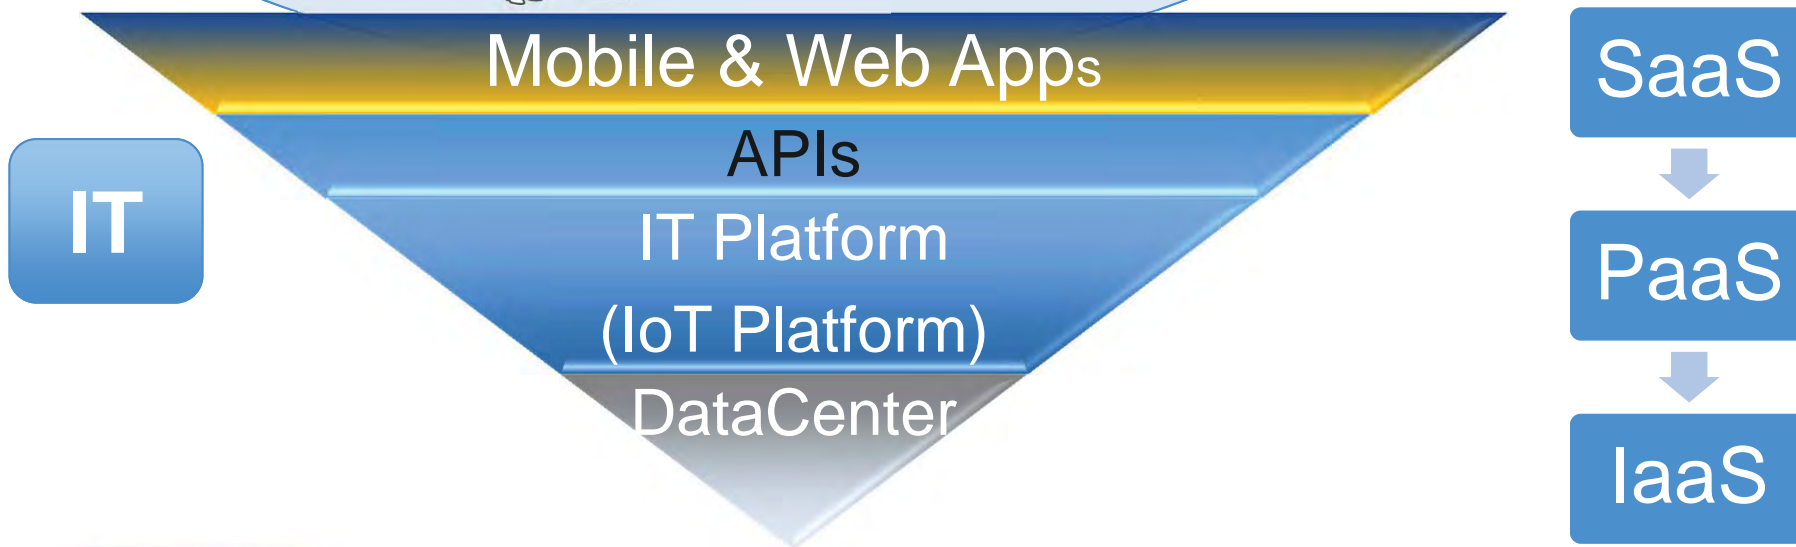 Mobile & Web Apps
SaaS
APIs
IT
IT Platform
PaaS
(IoT Platform)
DataCenter
IaaS